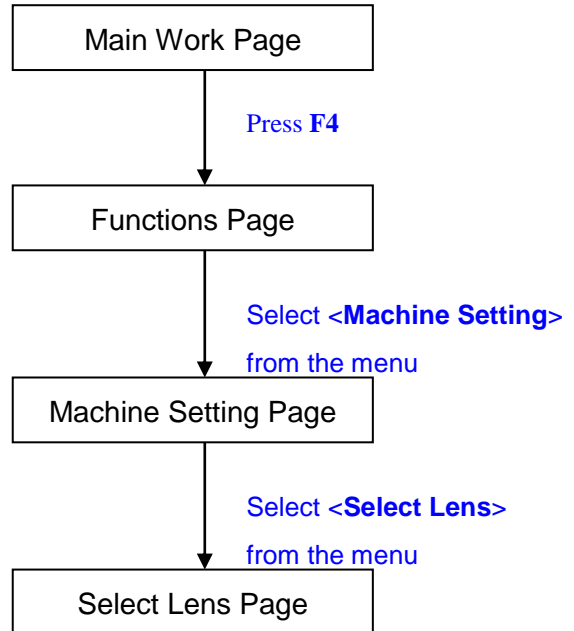 Main Work Page
Press F4
Functions Page
Select <Machine Setting>
from the menu
Machine Setting Page
Select <Select Lens>
from the menu
Select Lens Page